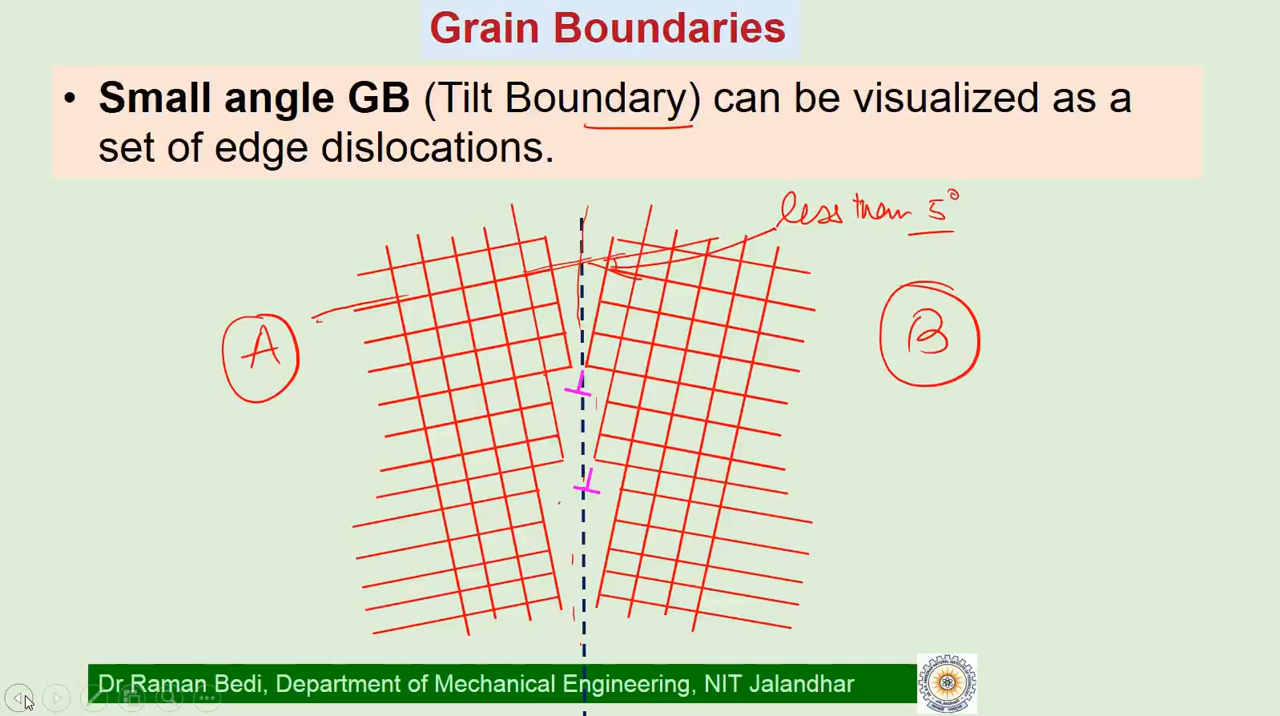 Grain Boundaries
• Small angle GB (Tilt Boundary) can be visualized as a
set of edge dislocations.
less than 5°
A
B
Dr Raman Bedi, Department of Mechanical Engineering, NIT Jalandhar